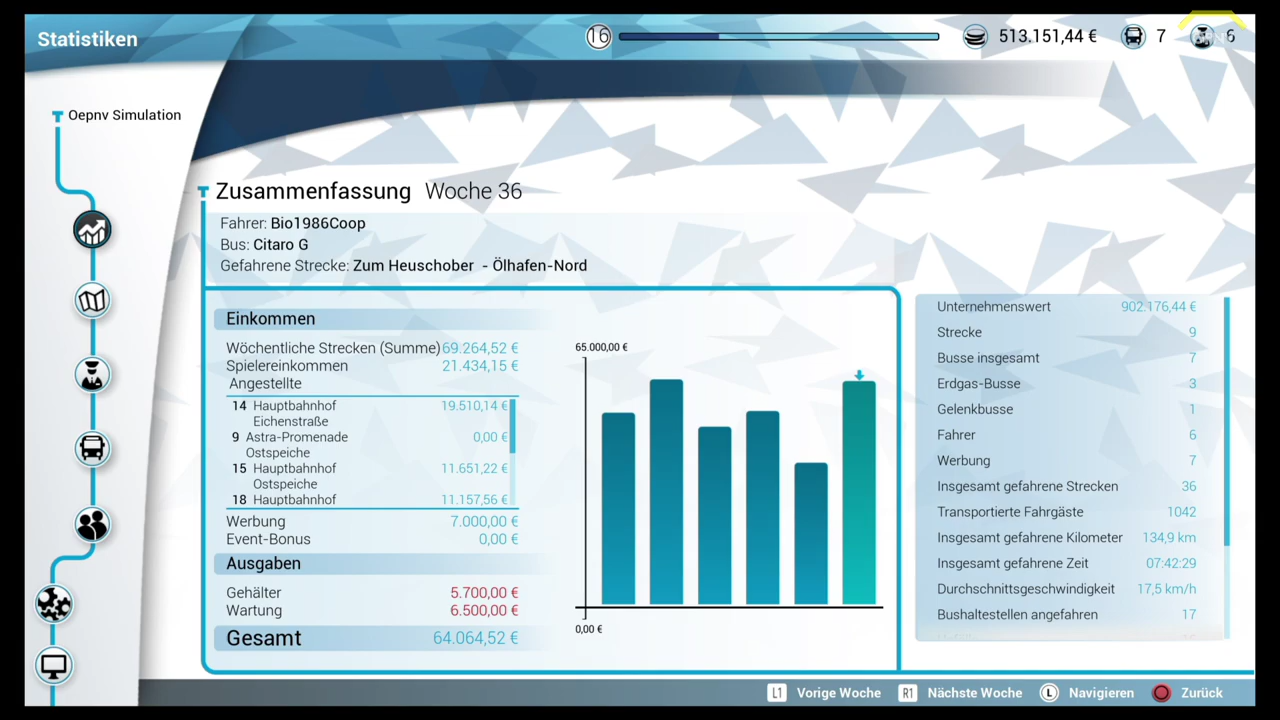 Statistiken
16
513.151,44 €
7
6
Oepnv Simulation
Zusammenfassung Woche 36
Fahrer: Bio1986Coop
Bus: Citaro G
Gefahrene Strecke: Zum Heuschober - Ölhafen-Nord
Einkommen
Wöchentliche Strecken (Summe) 69.264,52 €
Spielereinkommen 21.434,15 €
Angestellte
14 Hauptbahnhof 19.510,14 €
Eichenstraße
9 Astra-Promenade 0,00 €
Ostspeiche
15 Hauptbahnhof 11.651,22 €
Ostspeiche
18 Hauptbahnhof 11.157,56 €
Werbung 7.000,00 €
Event-Bonus 0,00 €
Ausgaben
Gehälter 5.700,00 €
Wartung 6.500,00 €
Gesamt 64.064,52 €
65.000,00 €
0,00 €
Unternehmenswert 902.176,44 €
Strecke 9
Busse insgesamt 7
Erdgas-Busse 3
Gelenkbusse 1
Fahrer 6
Werbung 7
Insgesamt gefahrene Strecken 36
Transportierte Fahrgäste 1042
Insgesamt gefahrene Kilometer 134,9 km
Insgesamt gefahrene Zeit 07:42:29
Durchschnittsgeschwindigkeit 17,5 km/h
Bushaltestellen angefahren 17
L1 Vorige Woche
R1 Nächste Woche
L Navigieren
Zurück